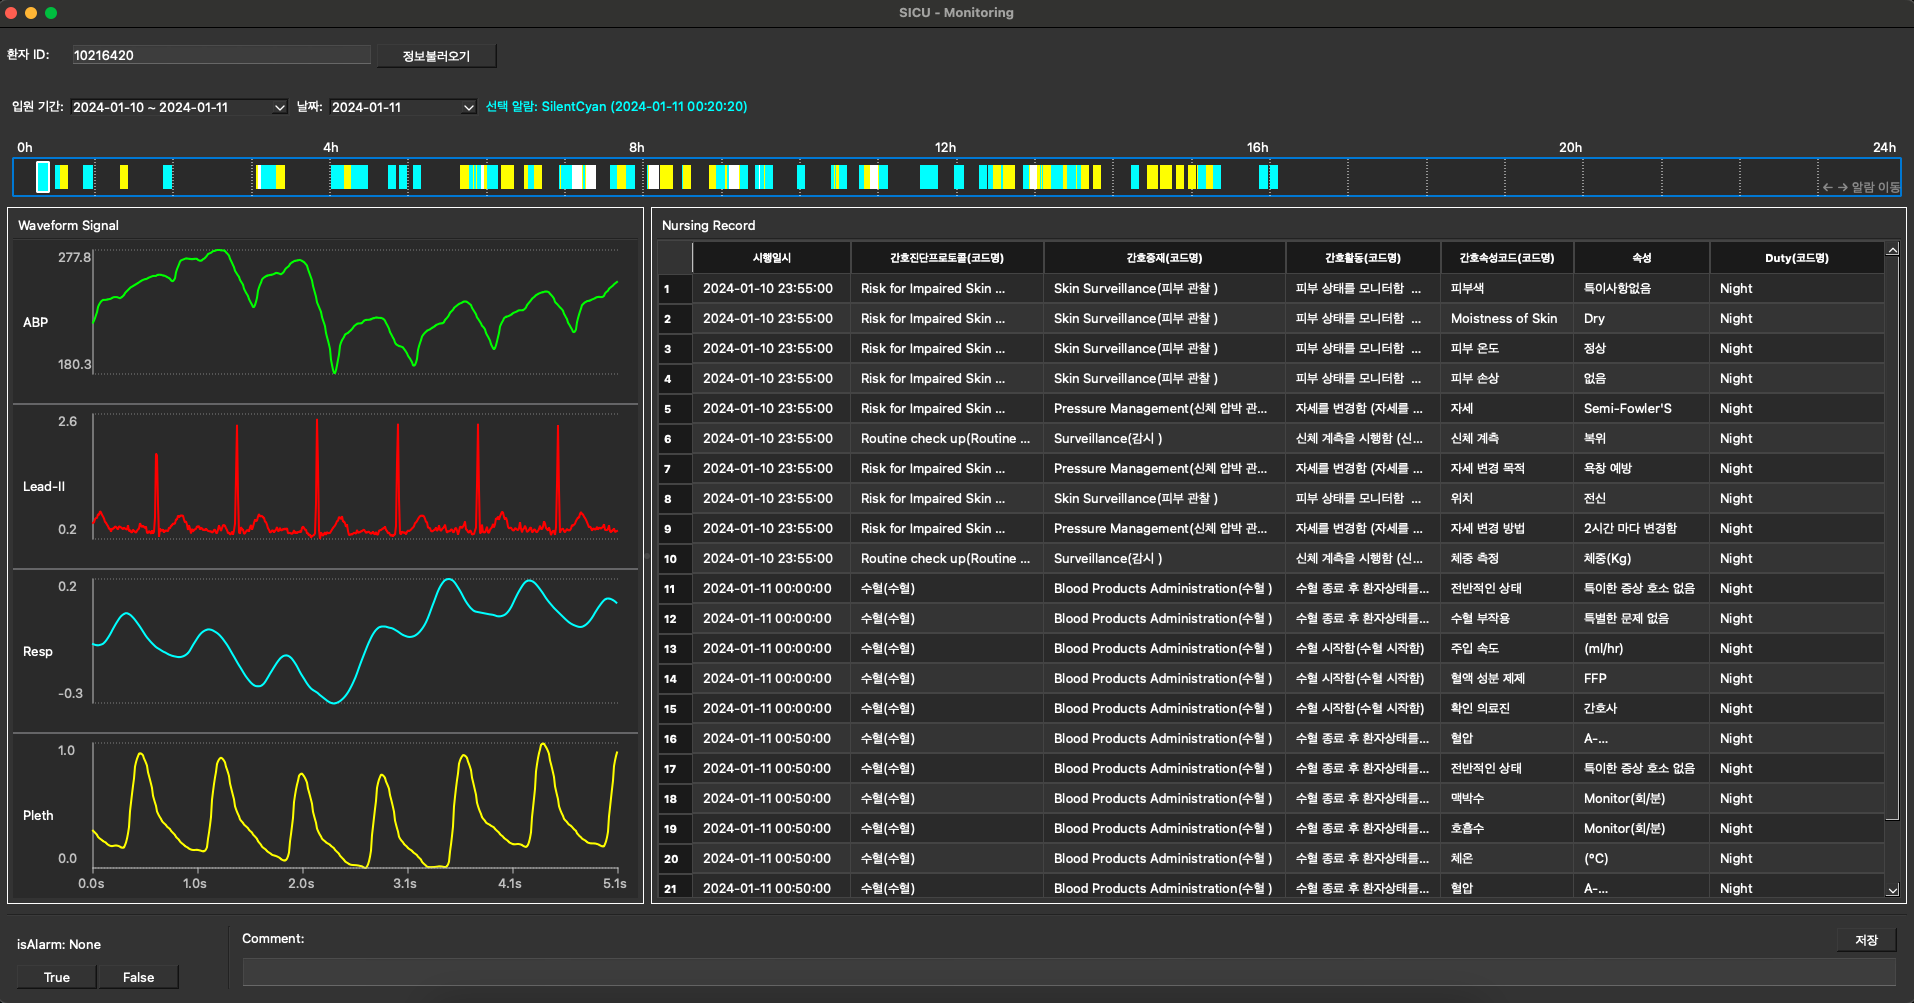 SICU - Monitoring
환자 ID: 10216420 정보불러오기
입원 기간: 2024-01-10 ~ 2024-01-11 날짜: 2024-01-11 선택 알람: SilentCyan (2024-01-11 00:20:20)
0h 4h 8h 12h 16h 20h 24h
← → 알람 이동
Waveform Signal
277.8
ABP
180.3
2.6
Lead-II
0.2
0.2
Resp
-0.3
1.0
Pleth
0.0
0.0s 1.0s 2.0s 3.1s 4.1s 5.1s
Nursing Record
시행일시 간호진단프로토콜(코드명) 간호중재(코드명) 간호활동(코드명) 간호속성코드(코드명) 속성 Duty(코드명)
1 2024-01-10 23:55:00 Risk for Impaired Skin ... Skin Surveillance(피부 관찰 ) 피부 상태를 모니터함 ... 피부색 특이사항없음 Night
2 2024-01-10 23:55:00 Risk for Impaired Skin ... Skin Surveillance(피부 관찰 ) 피부 상태를 모니터함 ... Moistness of Skin Dry Night
3 2024-01-10 23:55:00 Risk for Impaired Skin ... Skin Surveillance(피부 관찰 ) 피부 상태를 모니터함 ... 피부 온도 정상 Night
4 2024-01-10 23:55:00 Risk for Impaired Skin ... Skin Surveillance(피부 관찰 ) 피부 상태를 모니터함 ... 피부 손상 없음 Night
5 2024-01-10 23:55:00 Risk for Impaired Skin ... Pressure Management(신체 압박 관... 자세를 변경함 (자세를 ... 자세 Semi-Fowler'S Night
6 2024-01-10 23:55:00 Routine check up(Routine ... Surveillance(감시 ) 신체 계측을 시행함 (신... 신체 계측 복위 Night
7 2024-01-10 23:55:00 Risk for Impaired Skin ... Pressure Management(신체 압박 관... 자세를 변경함 (자세를 ... 자세 변경 목적 욕창 예방 Night
8 2024-01-10 23:55:00 Risk for Impaired Skin ... Skin Surveillance(피부 관찰 ) 피부 상태를 모니터함 ... 위치 전신 Night
9 2024-01-10 23:55:00 Risk for Impaired Skin ... Pressure Management(신체 압박 관... 자세를 변경함 (자세를 ... 자세 변경 방법 2시간 마다 변경함 Night
10 2024-01-10 23:55:00 Routine check up(Routine ... Surveillance(감시 ) 신체 계측을 시행함 (신... 체중 측정 체중(Kg) Night
11 2024-01-11 00:00:00 수혈(수혈) Blood Products Administration(수혈 ) 수혈 종료 후 환자상태를... 전반적인 상태 특이한 증상 호소 없음 Night
12 2024-01-11 00:00:00 수혈(수혈) Blood Products Administration(수혈 ) 수혈 종료 후 환자상태를... 수혈 부작용 특별한 문제 없음 Night
13 2024-01-11 00:00:00 수혈(수혈) Blood Products Administration(수혈 ) 수혈 시작함(수혈 시작함) 주입 속도 (ml/hr) Night
14 2024-01-11 00:00:00 수혈(수혈) Blood Products Administration(수혈 ) 수혈 시작함(수혈 시작함) 혈액 성분 제제 FFP Night
15 2024-01-11 00:00:00 수혈(수혈) Blood Products Administration(수혈 ) 수혈 시작함(수혈 시작함) 확인 의료진 간호사 Night
16 2024-01-11 00:50:00 수혈(수혈) Blood Products Administration(수혈 ) 수혈 종료 후 환자상태를... 혈압 A-... Night
17 2024-01-11 00:50:00 수혈(수혈) Blood Products Administration(수혈 ) 수혈 종료 후 환자상태를... 전반적인 상태 특이한 증상 호소 없음 Night
18 2024-01-11 00:50:00 수혈(수혈) Blood Products Administration(수혈 ) 수혈 종료 후 환자상태를... 맥박수 Monitor(회/분) Night
19 2024-01-11 00:50:00 수혈(수혈) Blood Products Administration(수혈 ) 수혈 종료 후 환자상태를... 호흡수 Monitor(회/분) Night
20 2024-01-11 00:50:00 수혈(수혈) Blood Products Administration(수혈 ) 수혈 종료 후 환자상태를... 체온 (ºC) Night
21 2024-01-11 00:50:00 수혈(수혈) Blood Products Administration(수혈 ) 수혈 종료 후 환자상태를... 혈압 A-... Night
isAlarm: None
True False
Comment:
저장